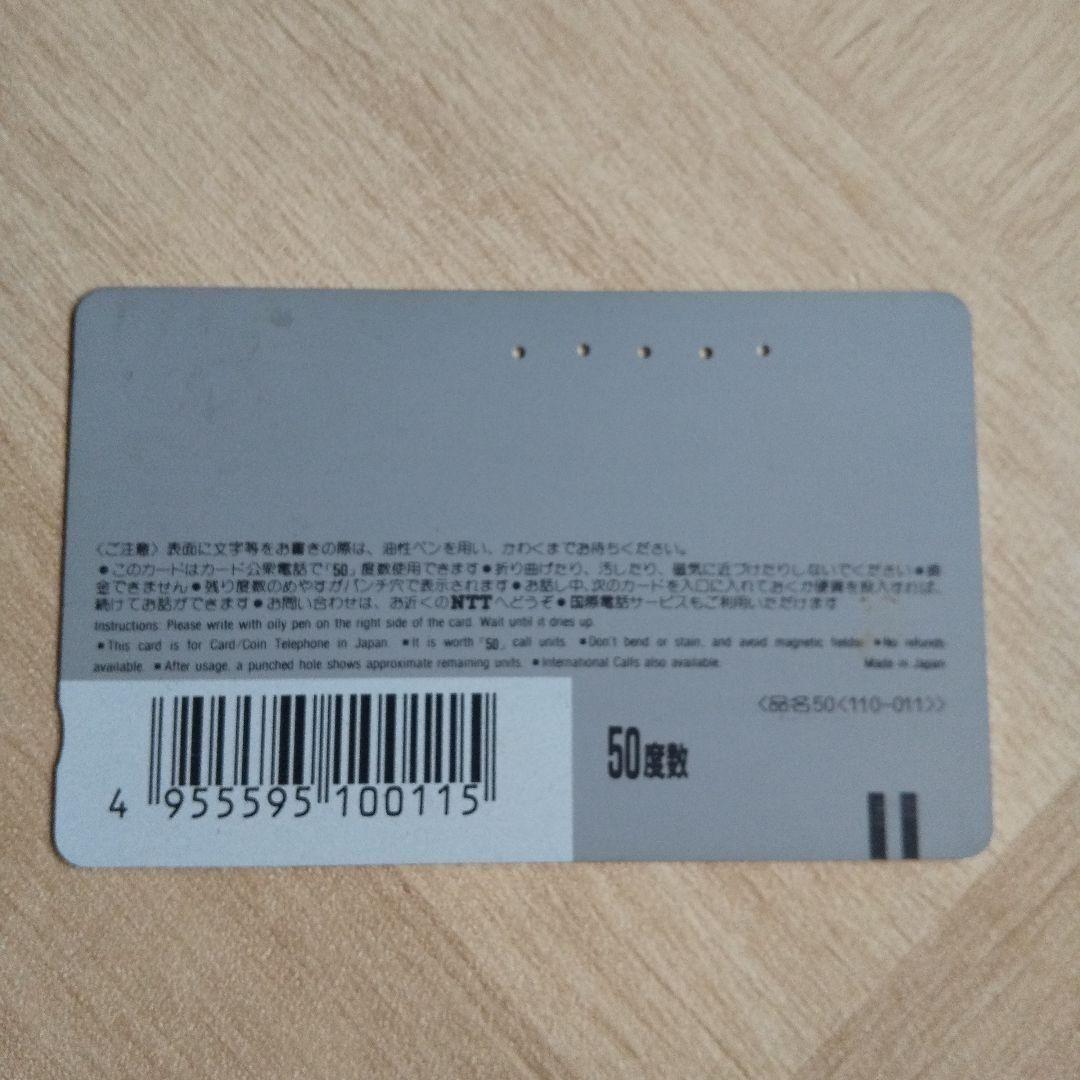 〈ご注意〉表面に文字等をお書きの際は、油性ペンを用い、かわくまでお待ちください。
●このカードはカード公衆電話で「50」度数使用できます●折り曲げたり、汚したり、磁気に近づけたりしないでください●換
金できません●残り度数のめやすがパンチ穴で表示されます●お話し中、次のカードを入口に入れておくか硬貨を投入すれば、
続けてお話ができます●お問い合わせは、お近くのNTTへどうぞ●国際電話サービスもご利用いただけます
Instructions: Please write with oily pen on the right side of the card. Wait until it dries up.
●This card is for Card/Coin Telephone in Japan. ●It is worth「50」call units. ●Don't bend or stain, and avoid magnetic fields. ●No refunds
available. ●After usage, a punched hole shows approximate remaining units. ●International Calls also available. Made in Japan
〈品名50〈110-011〉〉
50度数
4 955595 100115